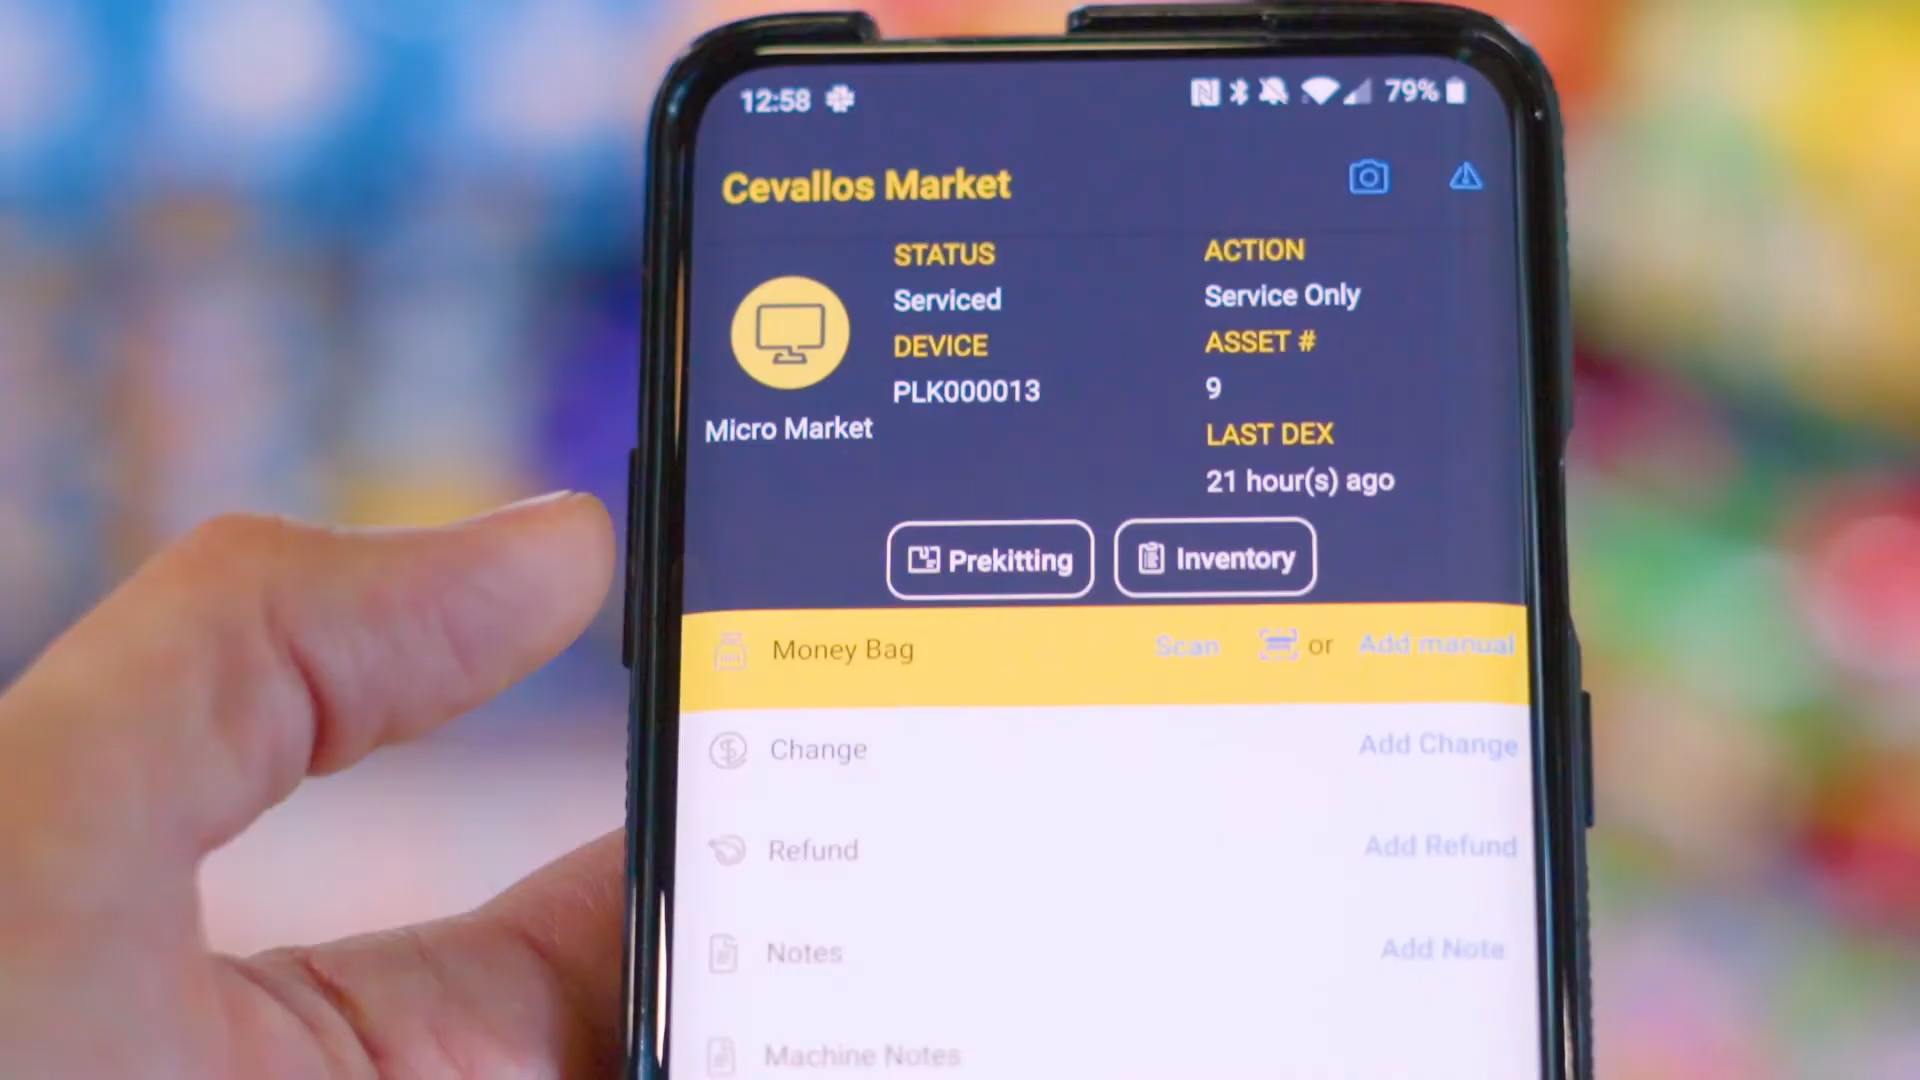 12:58 79%
Cevallos Market
STATUS
Serviced
DEVICE
PLK000013
Micro Market
ACTION
Service Only
ASSET #
9
LAST DEX
21 hour(s) ago
Prekitting Inventory
Money Bag Scan or Add manual
Change Add Change
Refund Add Refund
Notes Add Note
Machine Notes